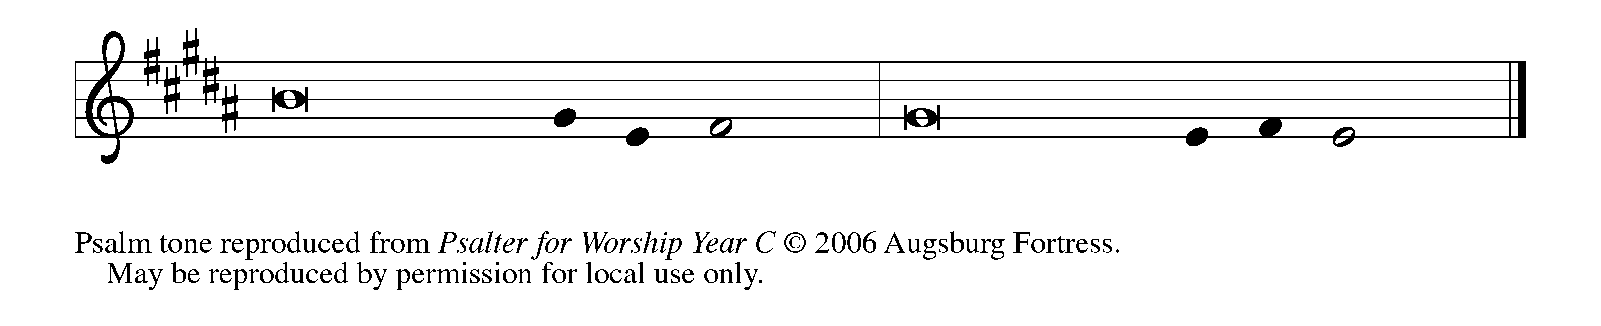 Psalm tone reproduced from Psalter for Worship Year C © 2006 Augsburg Fortress.
May be reproduced by permission for local use only.